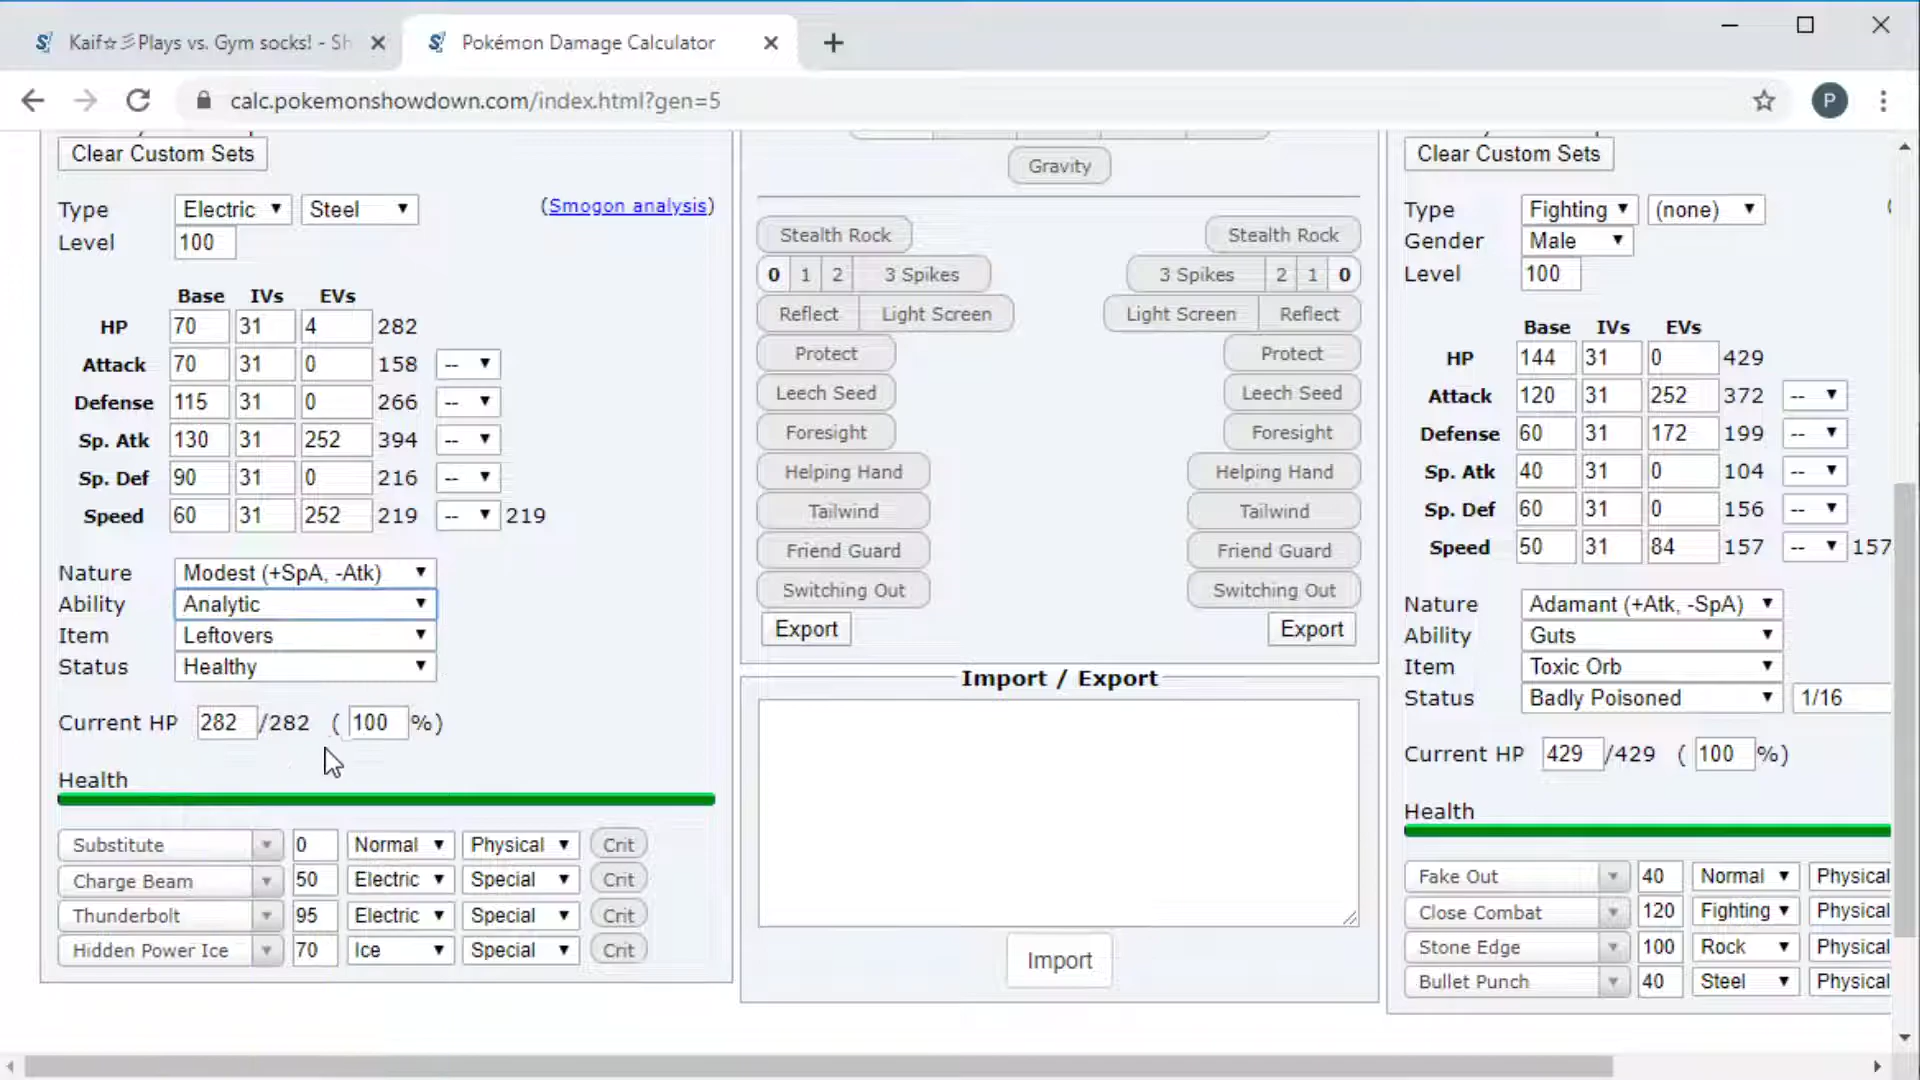 Kaif☆彡Plays vs. Gym socks! - Sh
Pokémon Damage Calculator
calc.pokemonshowdown.com/index.html?gen=5
P
Clear Custom Sets
(Smogon analysis)
Type Electric Steel
Level 100
Base IVs EVs
HP 70 31 4 282
Attack 70 31 0 158 --
Defense 115 31 0 266 --
Sp. Atk 130 31 252 394 --
Sp. Def 90 31 0 216 --
Speed 60 31 252 219 -- 219
Nature Modest (+SpA, -Atk)
Ability Analytic
Item Leftovers
Status Healthy
Current HP 282 /282 ( 100 %)
Health
Substitute 0 Normal Physical Crit
Charge Beam 50 Electric Special Crit
Thunderbolt 95 Electric Special Crit
Hidden Power Ice 70 Ice Special Crit
Gravity
Stealth Rock Stealth Rock
0 1 2 3 Spikes 3 Spikes 2 1 0
Reflect Light Screen Light Screen Reflect
Protect Protect
Leech Seed Leech Seed
Foresight Foresight
Helping Hand Helping Hand
Tailwind Tailwind
Friend Guard Friend Guard
Switching Out Switching Out
Export Export
Import / Export
Import
Clear Custom Sets
Type Fighting (none) (
Gender Male
Level 100
Base IVs EVs
HP 144 31 0 429
Attack 120 31 252 372 --
Defense 60 31 172 199 --
Sp. Atk 40 31 0 104 --
Sp. Def 60 31 0 156 --
Speed 50 31 84 157 -- 157
Nature Adamant (+Atk, -SpA)
Ability Guts
Item Toxic Orb
Status Badly Poisoned 1/16
Current HP 429 /429 ( 100 %)
Health
Fake Out 40 Normal Physical
Close Combat 120 Fighting Physical
Stone Edge 100 Rock Physical
Bullet Punch 40 Steel Physical